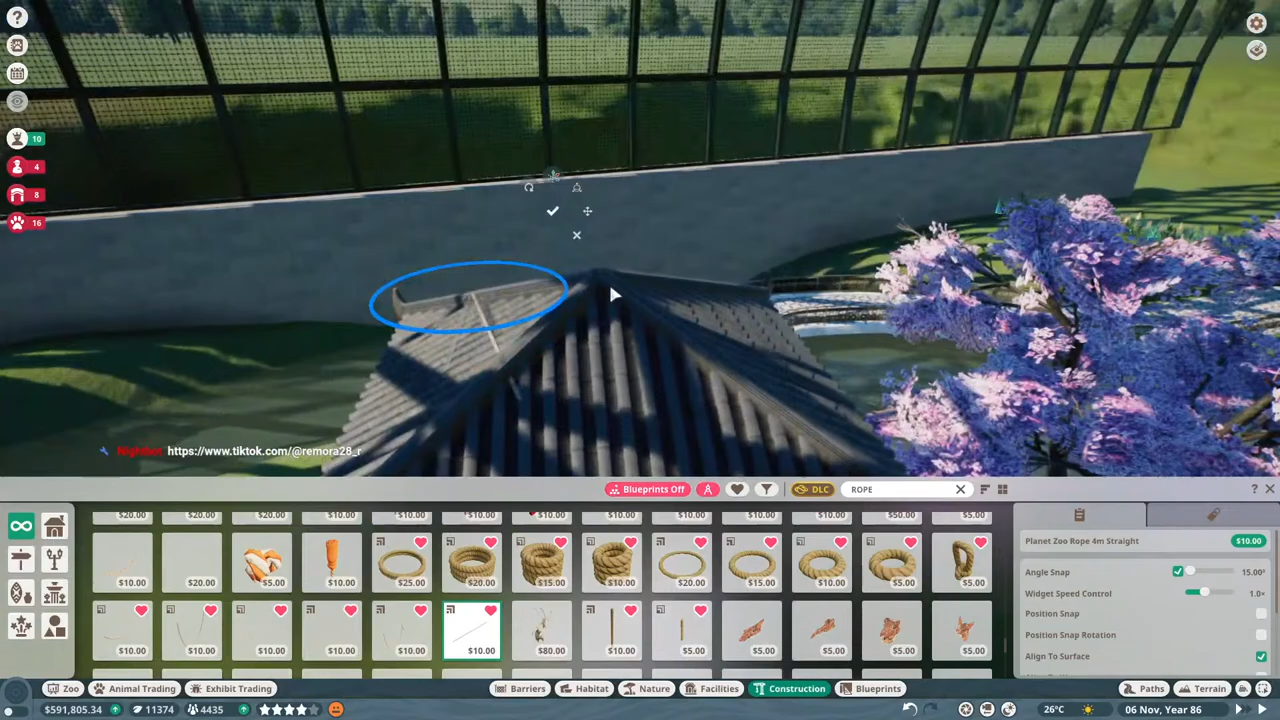 10
4
8
16
Nightbot https://www.tiktok.com/@remora28_r
Blueprints Off
DLC
ROPE
$20.00 $20.00 $20.00 $10.00 $10.00 $10.00 $10.00 $10.00 $10.00 $10.00 $10.00 $50.00 $5.00
Planet Zoo Rope 4m Straight $10.00
Angle Snap 15.00°
$10.00 $20.00 $5.00 $10.00 $25.00 $20.00 $15.00 $10.00 $20.00 $15.00 $10.00 $5.00 $5.00
Widget Speed Control 1.0×
Position Snap
Position Snap Rotation
$10.00 $10.00 $10.00 $10.00 $10.00 $10.00 $80.00 $10.00 $5.00 $5.00 $5.00 $5.00 $5.00
Align To Surface
Zoo Animal Trading Exhibit Trading Barriers Habitat Nature Facilities Construction Blueprints Paths Terrain
$591,805.34 11374 4435 26°C 06 Nov, Year 86